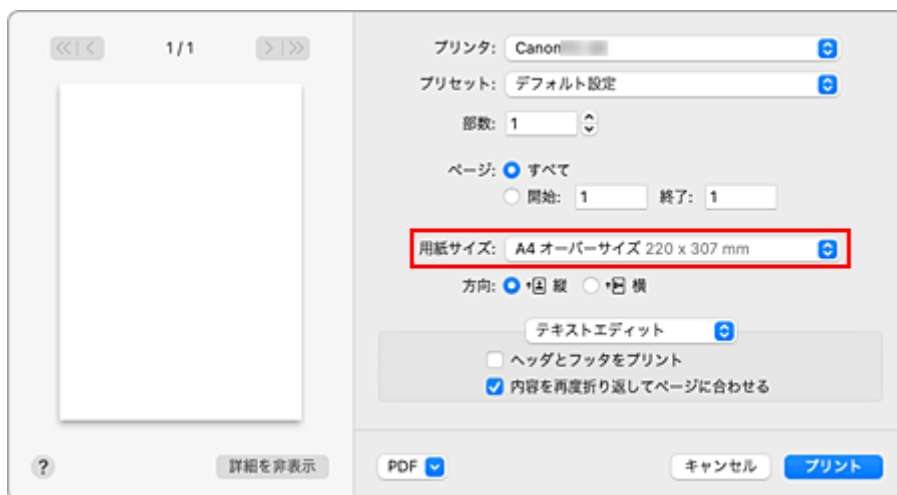 1 / 1
プリンタ: Canon
プリセット: デフォルト設定
部数: 1
ページ: すべて
開始: 1 終了: 1
用紙サイズ: A4 オーバーサイズ 220 x 307 mm
方向: 縦 横
テキストエディット
ヘッダとフッタをプリント
内容を再度折り返してページに合わせる
? 詳細を非表示 PDF キャンセル プリント